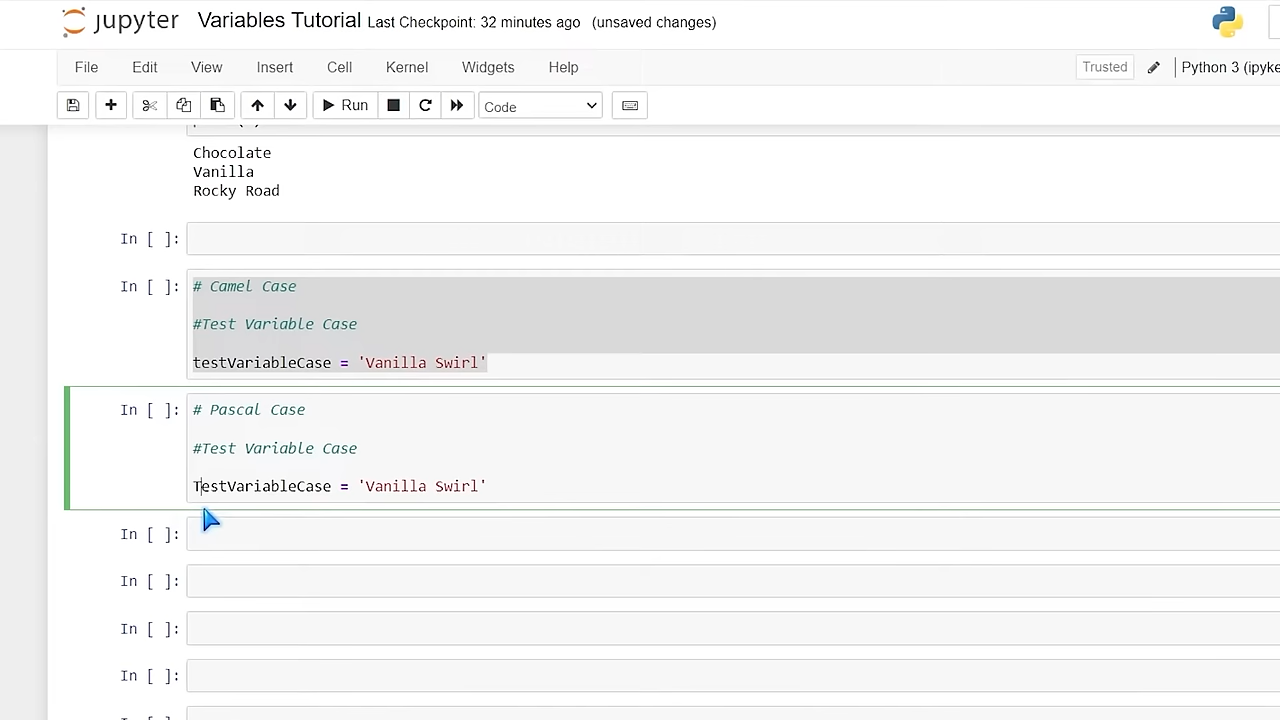 jupyter Variables Tutorial Last Checkpoint: 32 minutes ago (unsaved changes)
File Edit View Insert Cell Kernel Widgets Help Trusted Python 3 (ipyke
Run Code
Chocolate
Vanilla
Rocky Road
In [ ]:
In [ ]: # Camel Case
#Test Variable Case
testVariableCase = 'Vanilla Swirl'
In [ ]: # Pascal Case
#Test Variable Case
TestVariableCase = 'Vanilla Swirl'
In [ ]:
In [ ]:
In [ ]:
In [ ]: